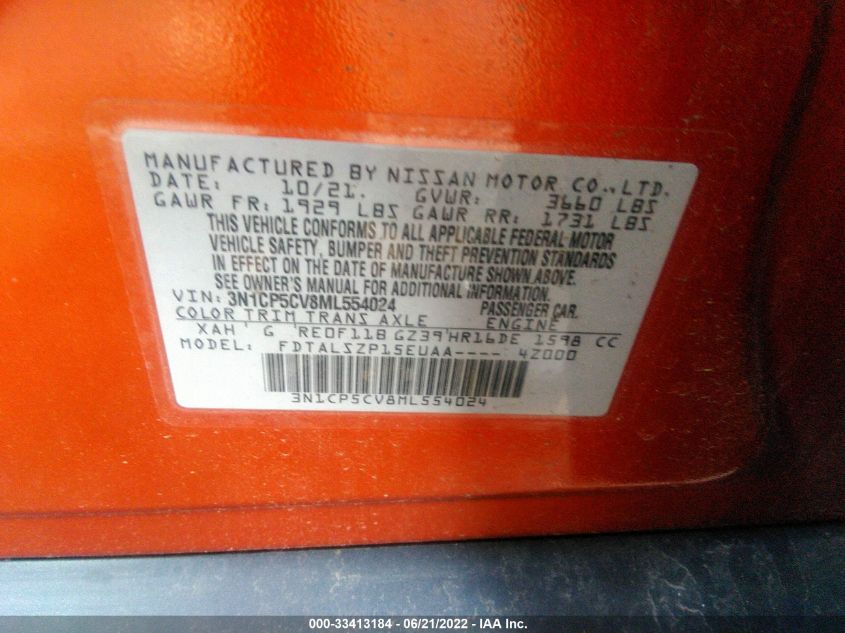 MANUFACTURED BY NISSAN MOTOR CO., LTD.
DATE: 10/21. GVWR: 3660 LBS
GAWR FR: 1929 LBS GAWR RR: 1731 LBS
THIS VEHICLE CONFORMS TO ALL APPLICABLE FEDERAL MOTOR
VEHICLE SAFETY, BUMPER AND THEFT PREVENTION STANDARDS
IN EFFECT ON THE DATE OF MANUFACTURE SHOWN ABOVE.
SEE OWNER'S MANUAL FOR ADDITIONAL INFORMATION.
VIN: 3N1CP5CV8ML554024 PASSENGER CAR.
COLOR TRIM TRANS AXLE ENGINE
XAH G RE0F11B GZ39 HR16DE 1598 CC
MODEL: FDTALSZP15EUAA---- 4Z000
3N1CP5CV8ML554024
000-33413184 - 06/21/2022 - IAA Inc.